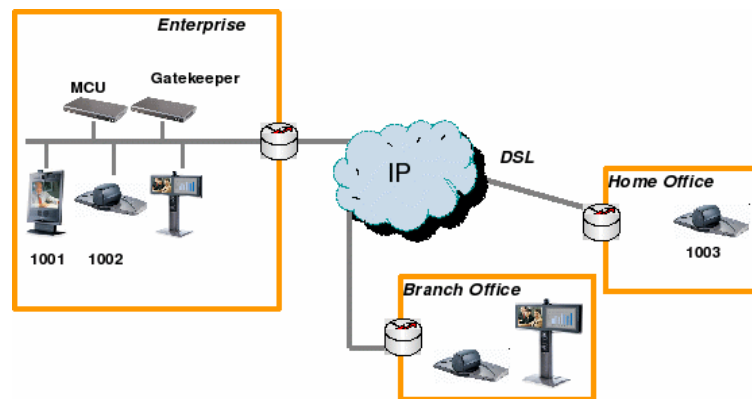 Enterprise
MCU
Gatekeeper
IP
DSL
Home Office
1001
1002
1003
Branch Office